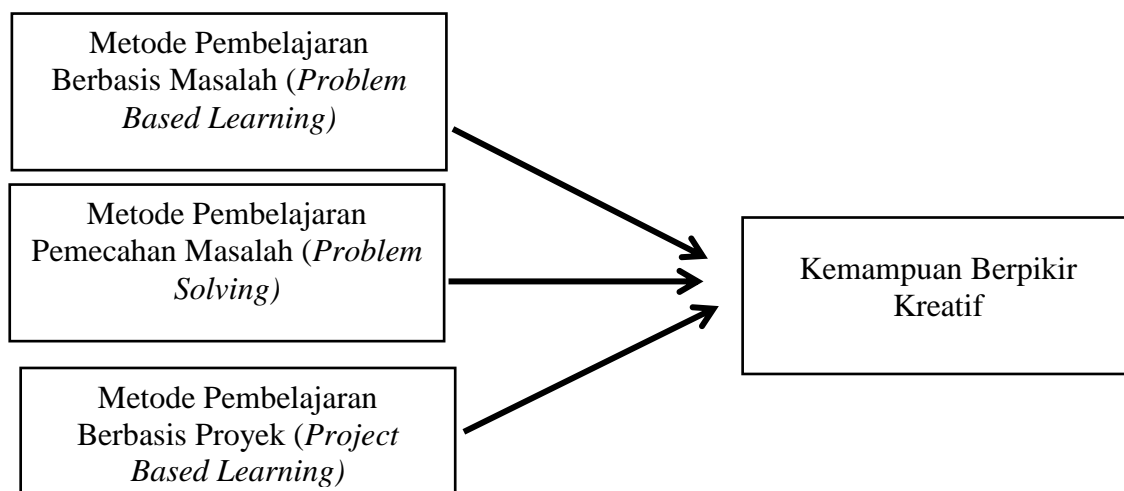 Metode Pembelajaran
Berbasis Masalah (Problem
Based Learning)
Metode Pembelajaran
Pemecahan Masalah (Problem
Solving)
Metode Pembelajaran
Berbasis Proyek (Project
Based Learning)
Kemampuan Berpikir
Kreatif